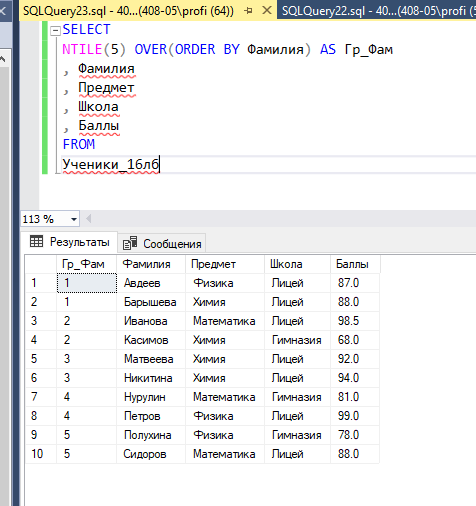 SQLQuery23.sql - 40...(408-05\profi (64))* SQLQuery22.sql - 40...(408-05\profi (5
SELECT
NTILE(5) OVER(ORDER BY Фамилия) AS Гр_Фам
, Фамилия
, Предмет
, Школа
, Баллы
FROM
Ученики_16лб
113 %
Результаты Сообщения
Гр_Фам Фамилия Предмет Школа Баллы
1 1 Авдеев Физика Лицей 87.0
2 1 Барышева Химия Лицей 88.0
3 2 Иванова Математика Лицей 98.5
4 2 Касимов Химия Гимназия 68.0
5 3 Матвеева Химия Лицей 92.0
6 3 Никитина Химия Лицей 94.0
7 4 Нурулин Математика Гимназия 81.0
8 4 Петров Физика Лицей 99.0
9 5 Полухина Физика Гимназия 78.0
10 5 Сидоров Математика Лицей 88.0